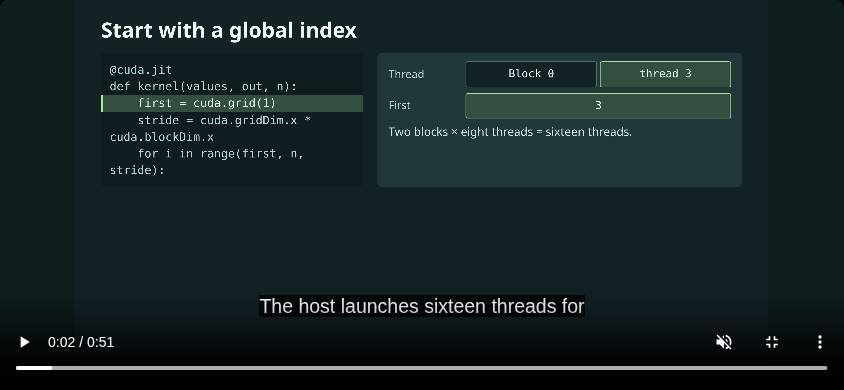 Start with a global index
@cuda.jit
def kernel(values, out, n):
    first = cuda.grid(1)
    stride = cuda.gridDim.x *
cuda.blockDim.x
    for i in range(first, n,
stride):
Thread Block 0 thread 3
First 3
Two blocks × eight threads = sixteen threads.
The host launches sixteen threads for
0:02 / 0:51